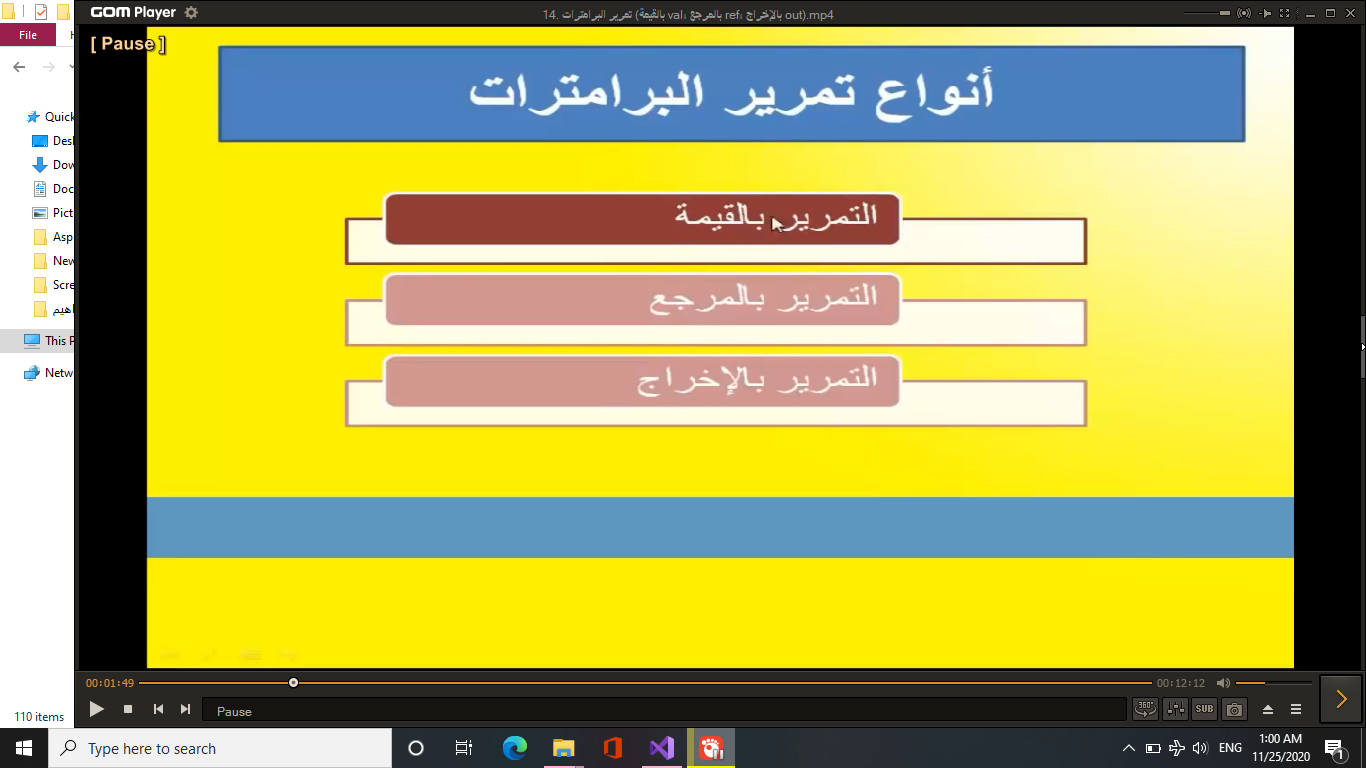 File
GOM Player
14. تمرير البرامترات (بالقيمة val، بالمرجع ref، بالإخراج out).mp4
[ Pause ]
أنواع تمرير البرامترات
التمرير بالقيمة
التمرير بالمرجع
التمرير بالإخراج
Quick
Desl
Dow
Doc
Pict
Asp
New
Scre
اهيم
This P
Netw
110 items
00:01:49
00:12:12
Pause
360°
SUB
Type here to search
ENG
1:00 AM
11/25/2020
1